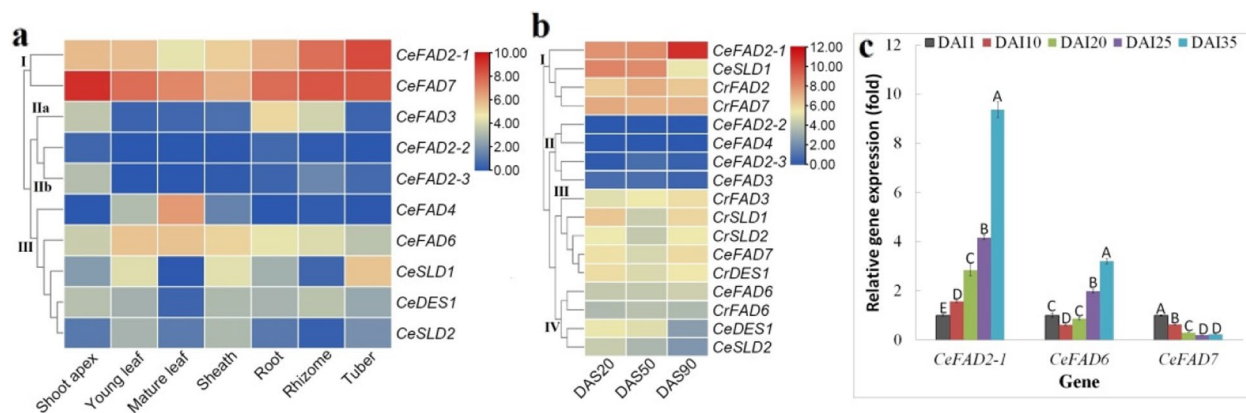 a
I
IIa
IIb
III
CeFAD2-1
CeFAD7
CeFAD3
CeFAD2-2
CeFAD2-3
CeFAD4
CeFAD6
CeSLD1
CeDES1
CeSLD2
10.00
8.00
6.00
4.00
2.00
0.00
Shoot apex
Young leaf
Mature leaf
Sheath
Root
Rhizome
Tuber
b
I
II
III
IV
CeFAD2-1
CeSLD1
CrFAD2
CrFAD7
CeFAD2-2
CeFAD4
CeFAD2-3
CeFAD3
CrFAD3
CrSLD1
CrSLD2
CeFAD7
CrDES1
CeFAD6
CrFAD6
CeDES1
CeSLD2
12.00
10.00
8.00
6.00
4.00
2.00
0.00
DAS20
DAS50
DAS90
c
DAI1 DAI10 DAI20 DAI25 DAI35
Relative gene expression (fold)
12
10
8
6
4
2
0
E D C B A
C D C B A
A B C D D
CeFAD2-1 CeFAD6 CeFAD7
Gene